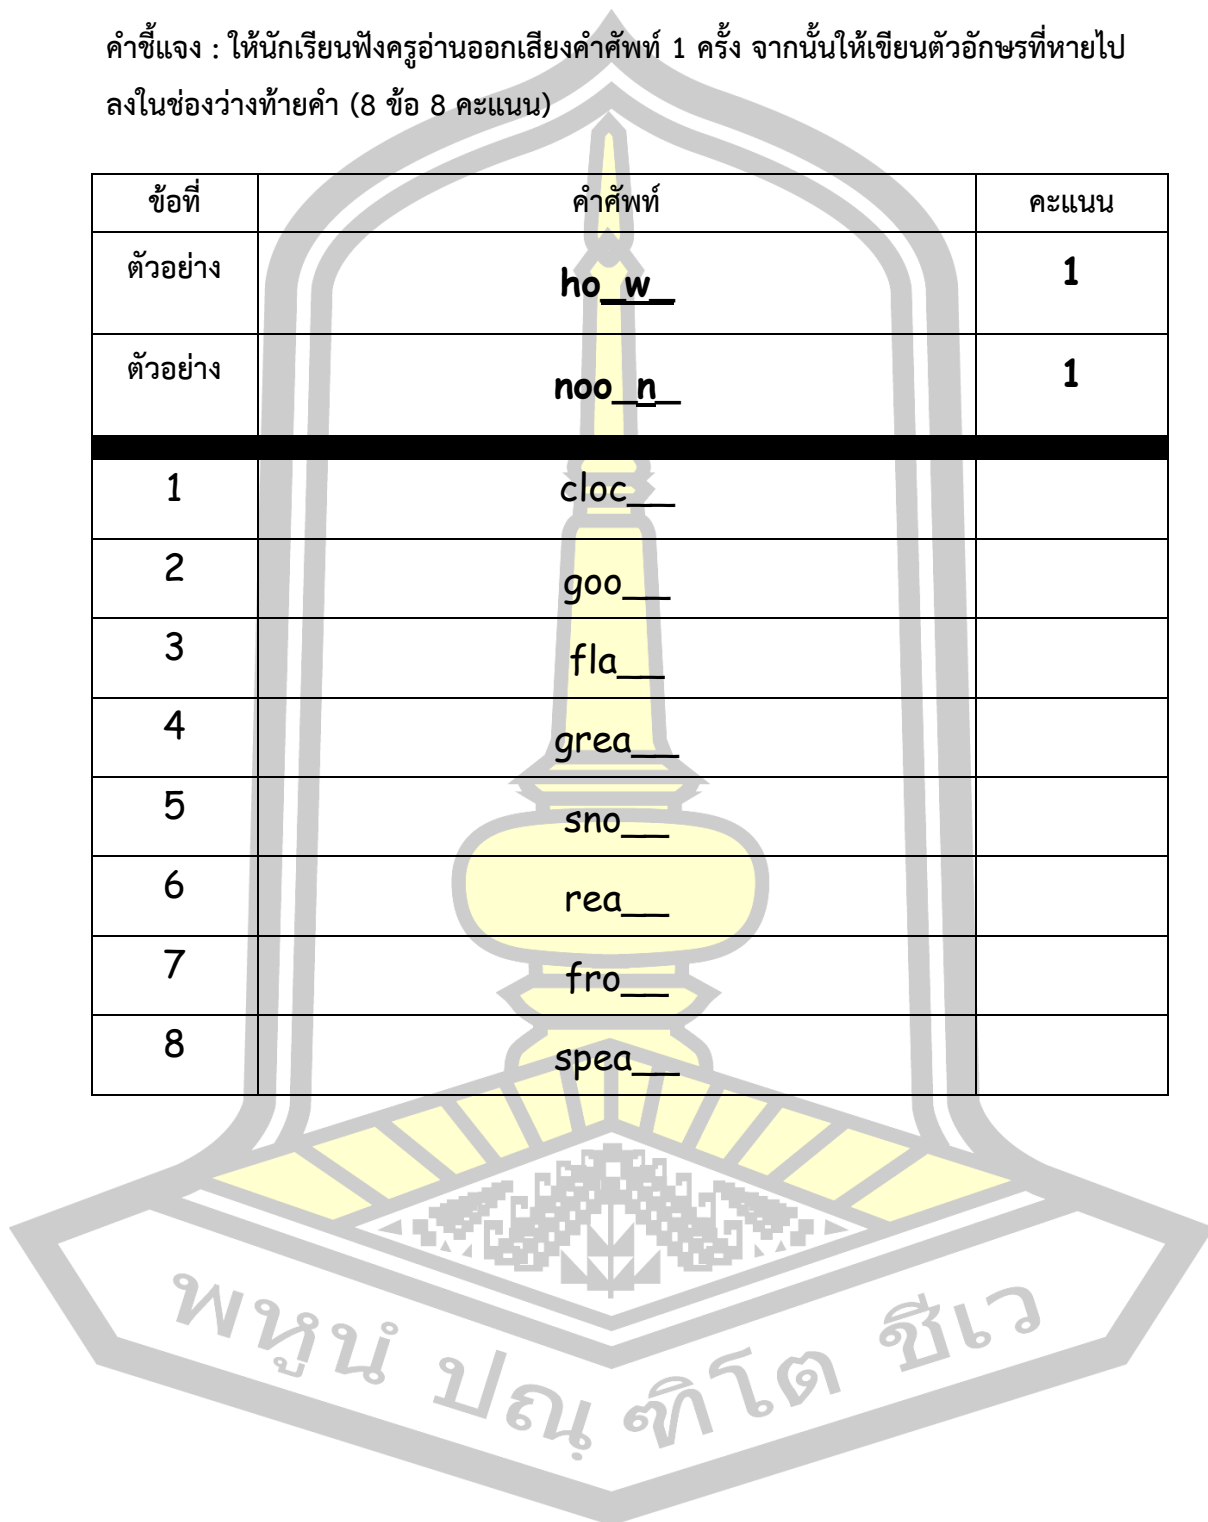 คำชี้แจง : ให้นักเรียนฟังครูอ่านออกเสียงคำศัพท์ 1 ครั้ง จากนั้นให้เขียนตัวอักษรที่หายไป
ลงในช่องว่างท้ายคำ (8 ข้อ 8 คะแนน)
ข้อที่ คำศัพท์ คะแนน
ตัวอย่าง ho_w_ 1
ตัวอย่าง noo_n_ 1
1 cloc__
2 goo__
3 fla__
4 grea__
5 sno__
6 rea__
7 fro__
8 spea__
พหูนํ ปณฺฑิโต ชีเว